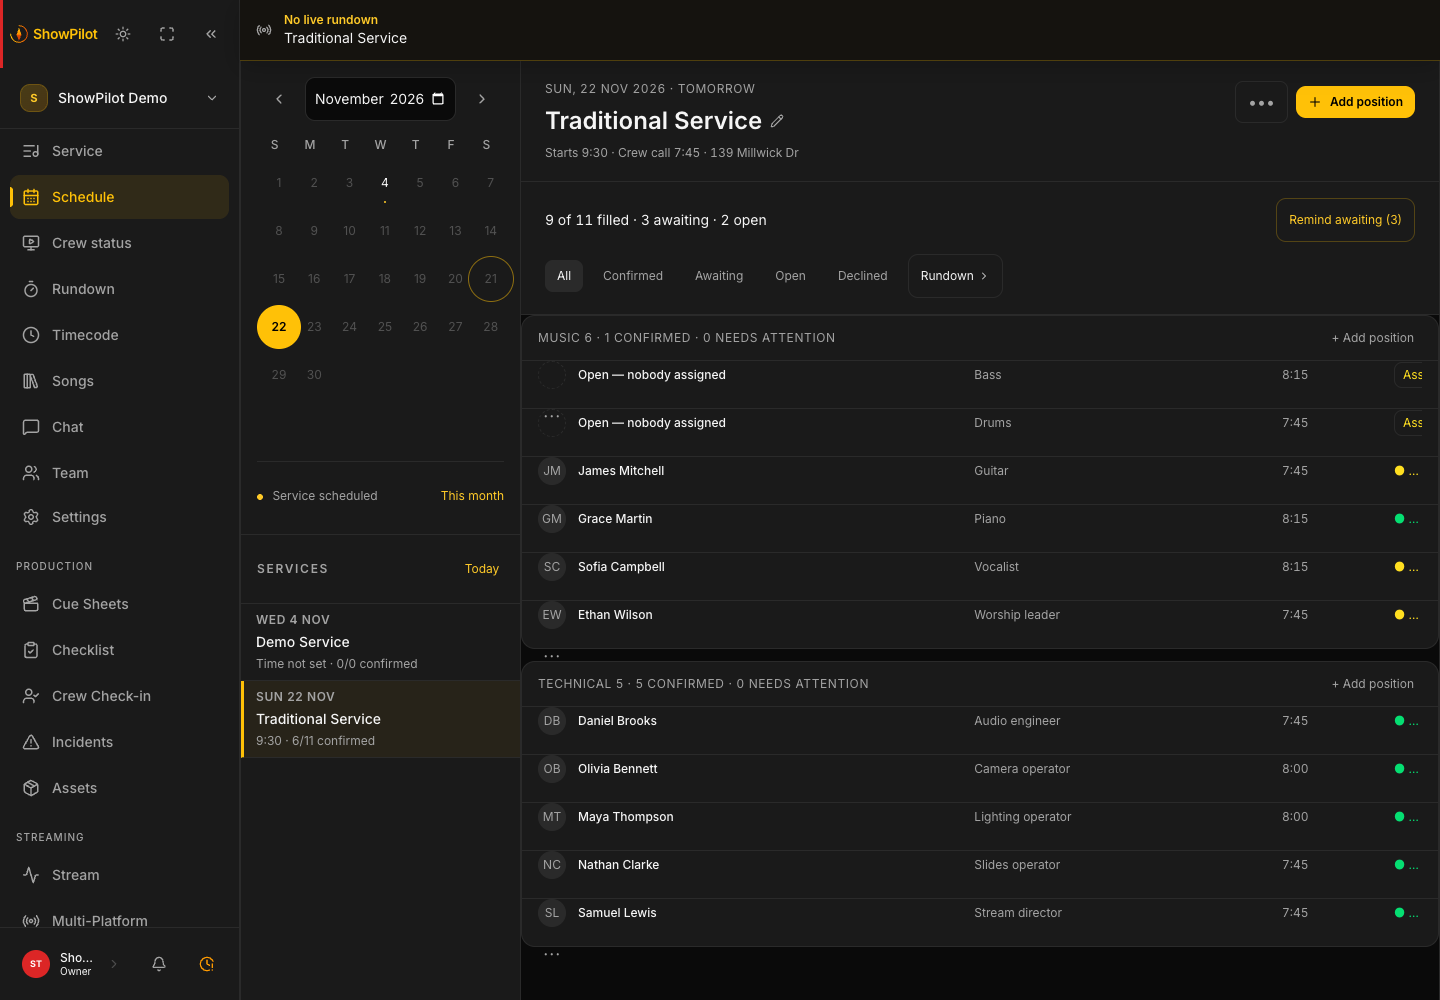 ShowPilot
S ShowPilot Demo
Service
Schedule
Crew status
Rundown
Timecode
Songs
Chat
Team
Settings
PRODUCTION
Cue Sheets
Checklist
Crew Check-in
Incidents
Assets
STREAMING
Stream
Multi-Platform
ST Sho...
Owner
No live rundown
Traditional Service
November 2026
S M T W T F S
1 2 3 4 5 6 7
8 9 10 11 12 13 14
15 16 17 18 19 20 21
22 23 24 25 26 27 28
29 30
Service scheduled This month
SERVICES Today
WED 4 NOV
Demo Service
Time not set · 0/0 confirmed
SUN 22 NOV
Traditional Service
9:30 · 6/11 confirmed
SUN, 22 NOV 2026 · TOMORROW
Traditional Service
Starts 9:30 · Crew call 7:45 · 139 Millwick Dr
... + Add position
9 of 11 filled · 3 awaiting · 2 open
Remind awaiting (3)
All Confirmed Awaiting Open Declined Rundown >
MUSIC 6 · 1 CONFIRMED · 0 NEEDS ATTENTION + Add position
Open — nobody assigned Bass 8:15 Ass
...
Open — nobody assigned Drums 7:45 Ass
JM James Mitchell Guitar 7:45 ...
GM Grace Martin Piano 8:15 ...
SC Sofia Campbell Vocalist 8:15 ...
EW Ethan Wilson Worship leader 7:45 ...
...
TECHNICAL 5 · 5 CONFIRMED · 0 NEEDS ATTENTION + Add position
DB Daniel Brooks Audio engineer 7:45 ...
OB Olivia Bennett Camera operator 8:00 ...
MT Maya Thompson Lighting operator 8:00 ...
NC Nathan Clarke Slides operator 7:45 ...
SL Samuel Lewis Stream director 7:45 ...
...